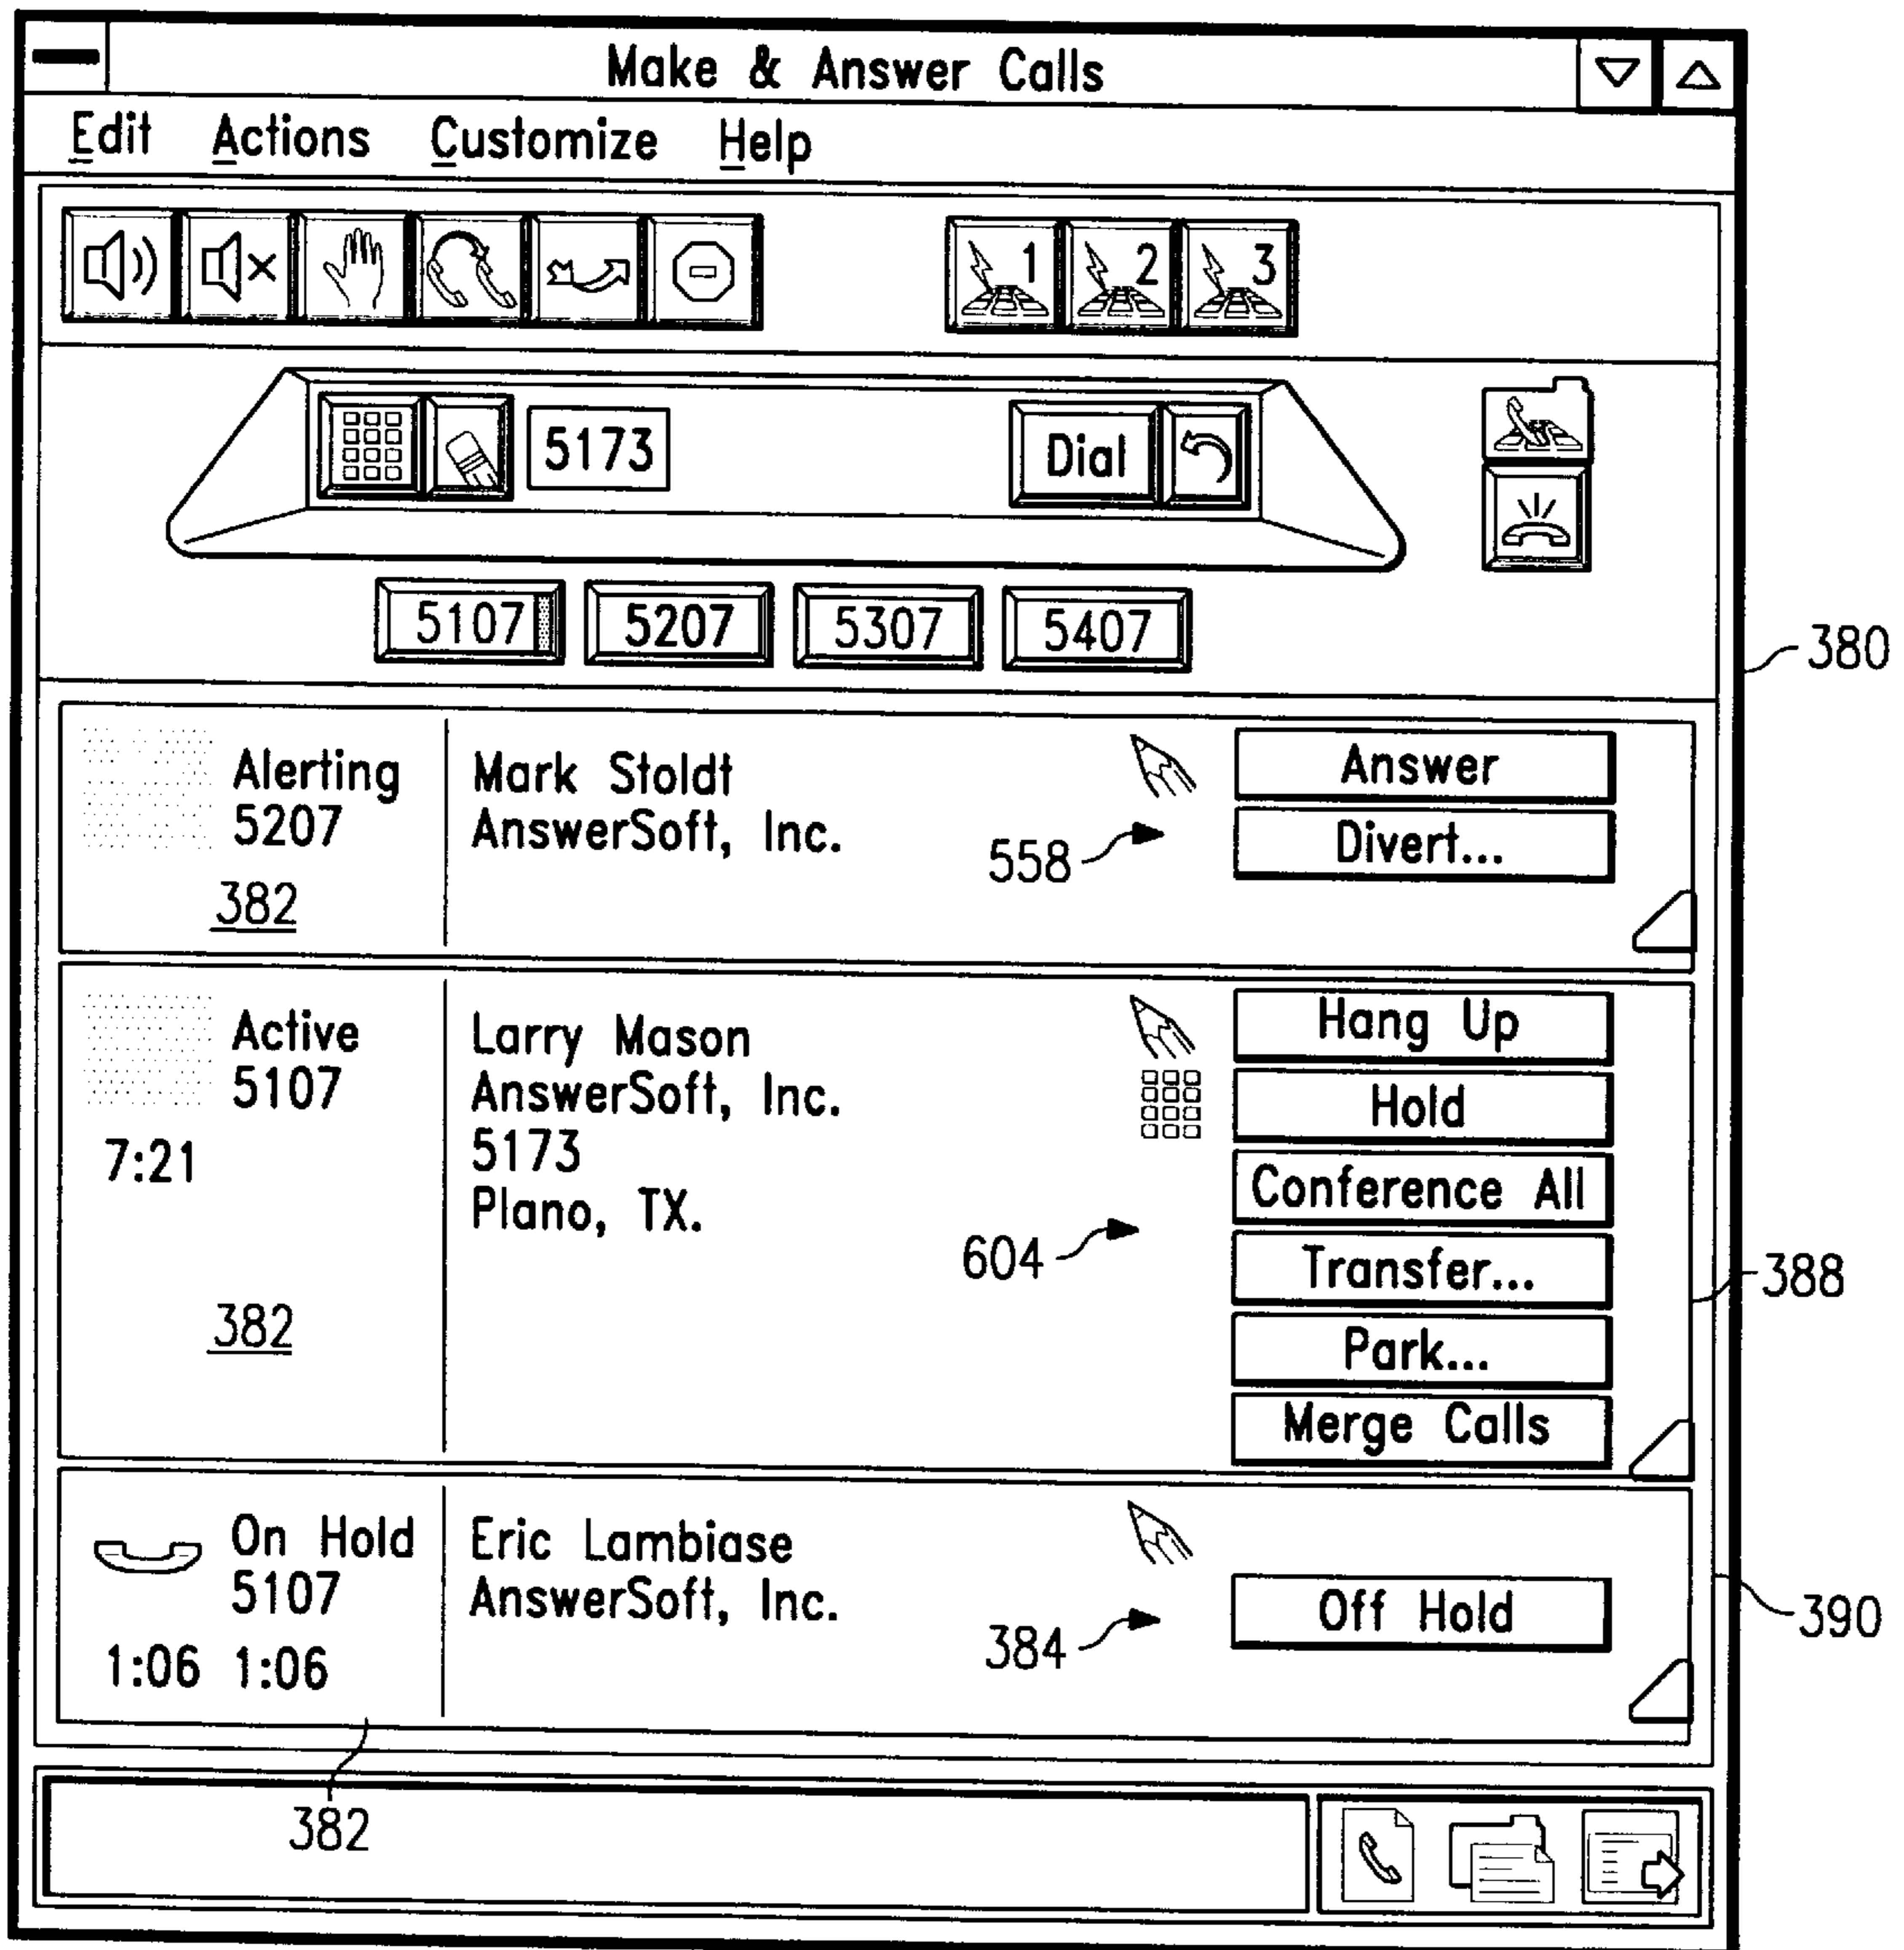 Make & Answer Calls
Edit Actions Customize Help
1 2 3
5173 Dial
5107 5207 5307 5407
380
Alerting
5207
382
Mark Stoldt
AnswerSoft, Inc.
558
Answer
Divert...
Active
5107
7:21
382
Larry Mason
AnswerSoft, Inc.
5173
Plano, TX.
604
Hang Up
Hold
Conference All
Transfer...
Park...
Merge Calls
388
On Hold
5107
1:06 1:06
Eric Lambiase
AnswerSoft, Inc.
384
Off Hold
390
382